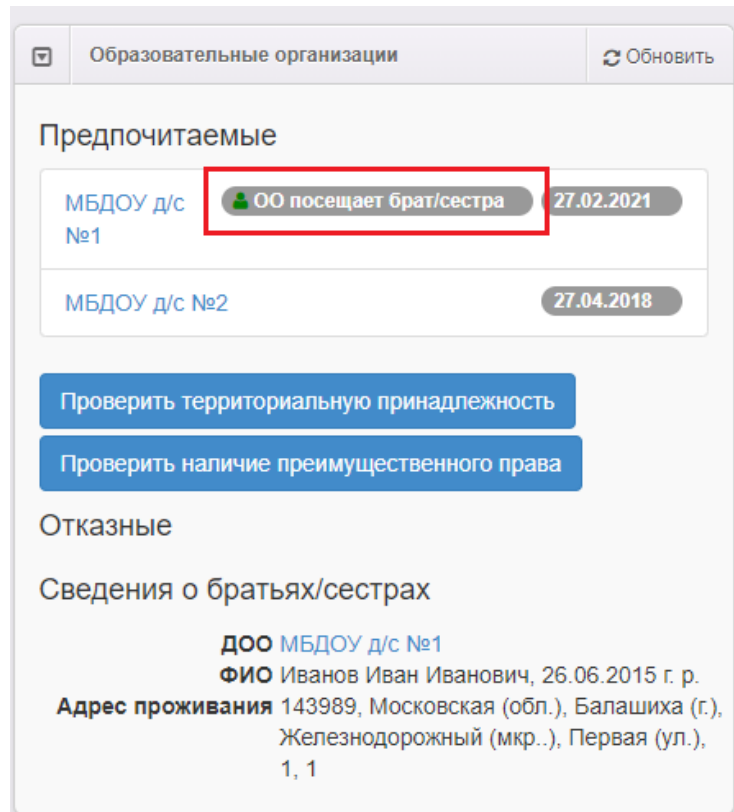 Образовательные организации
Обновить
Предпочитаемые
МБДОУ д/с №1
ОО посещает брат/сестра
27.02.2021
МБДОУ д/с №2
27.04.2018
Проверить территориальную принадлежность
Проверить наличие преимущественного права
Отказные
Сведения о братьях/сестрах
ДОО МБДОУ д/с №1
ФИО Иванов Иван Иванович, 26.06.2015 г. р.
Адрес проживания 143989, Московская (обл.), Балашиха (г.),
Железнодорожный (мкр..), Первая (ул.),
1, 1